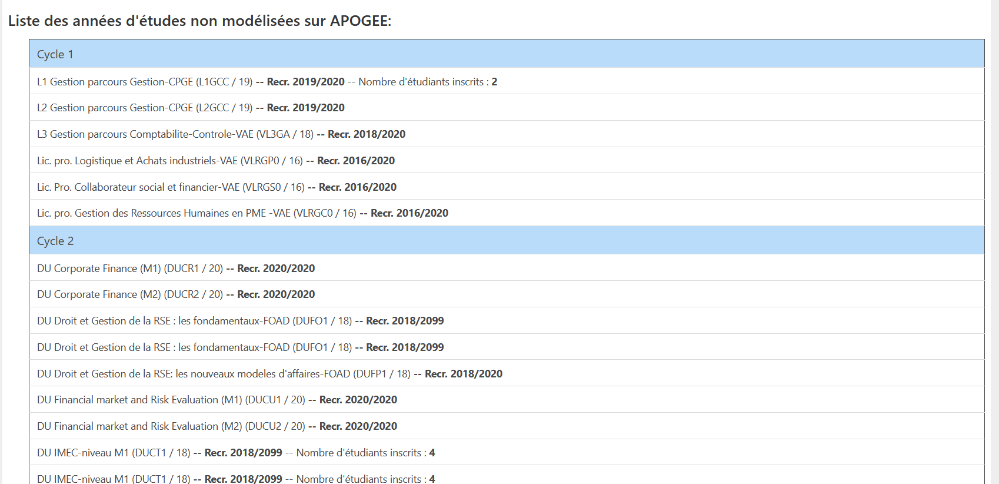 Liste des années d'études non modélisées sur APOGEE:
Cycle 1
L1 Gestion parcours Gestion-CPGE (L1GCC / 19) -- Recr. 2019/2020 -- Nombre d'étudiants inscrits : 2
L2 Gestion parcours Gestion-CPGE (L2GCC / 19) -- Recr. 2019/2020
L3 Gestion parcours Comptabilite-Controle-VAE (VL3GA / 18) -- Recr. 2018/2020
Lic. pro. Logistique et Achats industriels-VAE (VLRGP0 / 16) -- Recr. 2016/2020
Lic. Pro. Collaborateur social et financier-VAE (VLRGS0 / 16) -- Recr. 2016/2020
Lic. pro. Gestion des Ressources Humaines en PME -VAE (VLRGC0 / 16) -- Recr. 2016/2020
Cycle 2
DU Corporate Finance (M1) (DUCR1 / 20) -- Recr. 2020/2020
DU Corporate Finance (M2) (DUCR2 / 20) -- Recr. 2020/2020
DU Droit et Gestion de la RSE : les fondamentaux-FOAD (DUFO1 / 18) -- Recr. 2018/2099
DU Droit et Gestion de la RSE : les fondamentaux-FOAD (DUFO1 / 18) -- Recr. 2018/2099
DU Droit et Gestion de la RSE: les nouveaux modeles d'affaires-FOAD (DUFP1 / 18) -- Recr. 2018/2020
DU Financial market and Risk Evaluation (M1) (DUCU1 / 20) -- Recr. 2020/2020
DU Financial market and Risk Evaluation (M2) (DUCU2 / 20) -- Recr. 2020/2020
DU IMEC-niveau M1 (DUCT1 / 18) -- Recr. 2018/2099 -- Nombre d'étudiants inscrits : 4
DU IMEC-niveau M1 (DUCT1 / 18) -- Recr. 2018/2099 -- Nombre d'étudiants inscrits : 4